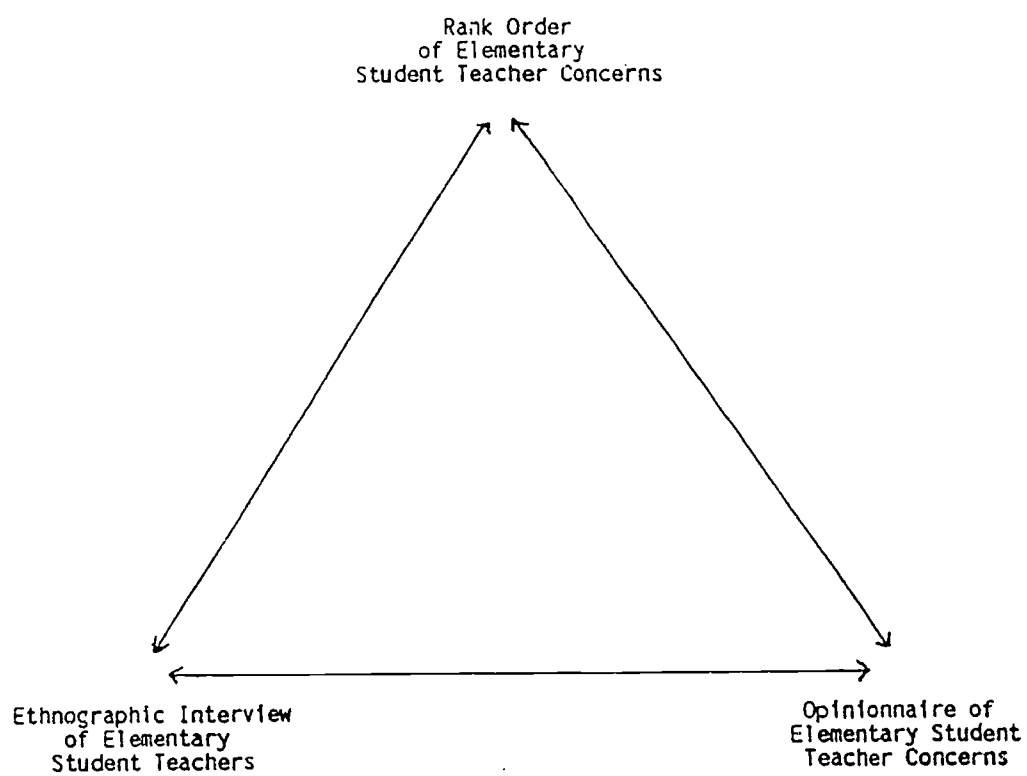 Rank Order
of Elementary
Student Teacher Concerns
Ethnographic Interview
of Elementary
Student Teachers
Opinionnaire of
Elementary Student
Teacher Concerns